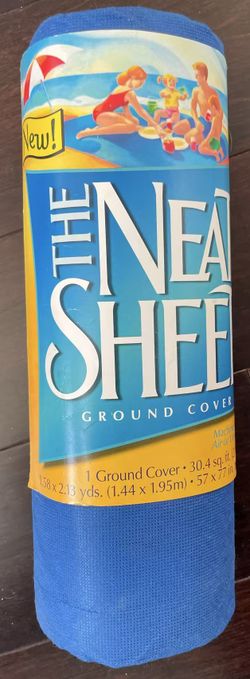 New!
THE
NEA
SHEE
GROUND COVER
1 Ground Cover • 30.4 sq. ft.
1.58 x 2.13 yds. (1.44 x 1.95m) • 57 x 77 in.